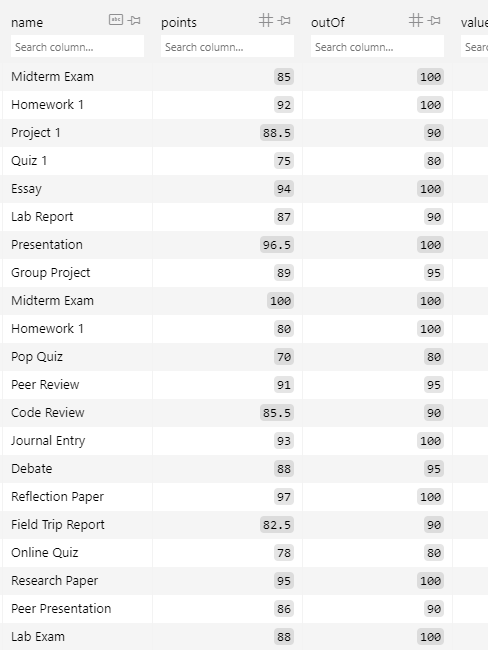 name abc points outOf value
Search column... Search column... Search column... Sear
Midterm Exam 85 100
Homework 1 92 100
Project 1 88.5 90
Quiz 1 75 80
Essay 94 100
Lab Report 87 90
Presentation 96.5 100
Group Project 89 95
Midterm Exam 100 100
Homework 1 80 100
Pop Quiz 70 80
Peer Review 91 95
Code Review 85.5 90
Journal Entry 93 100
Debate 88 95
Reflection Paper 97 100
Field Trip Report 82.5 90
Online Quiz 78 80
Research Paper 95 100
Peer Presentation 86 90
Lab Exam 88 100